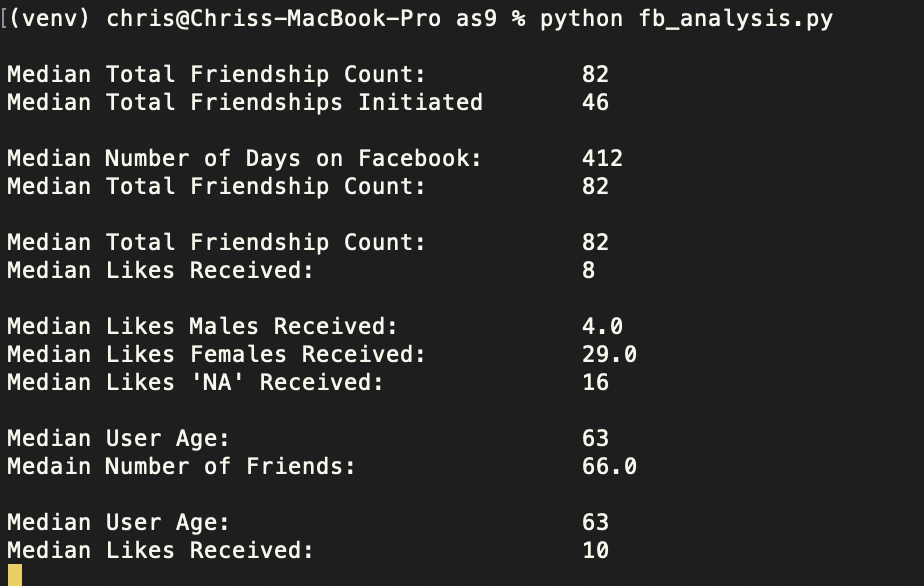 [(venv) chris@Chriss-MacBook-Pro as9 % python fb_analysis.py
Median Total Friendship Count: 82
Median Total Friendships Initiated 46
Median Number of Days on Facebook: 412
Median Total Friendship Count: 82
Median Total Friendship Count: 82
Median Likes Received: 8
Median Likes Males Received: 4.0
Median Likes Females Received: 29.0
Median Likes 'NA' Received: 16
Median User Age: 63
Medain Number of Friends: 66.0
Median User Age: 63
Median Likes Received: 10